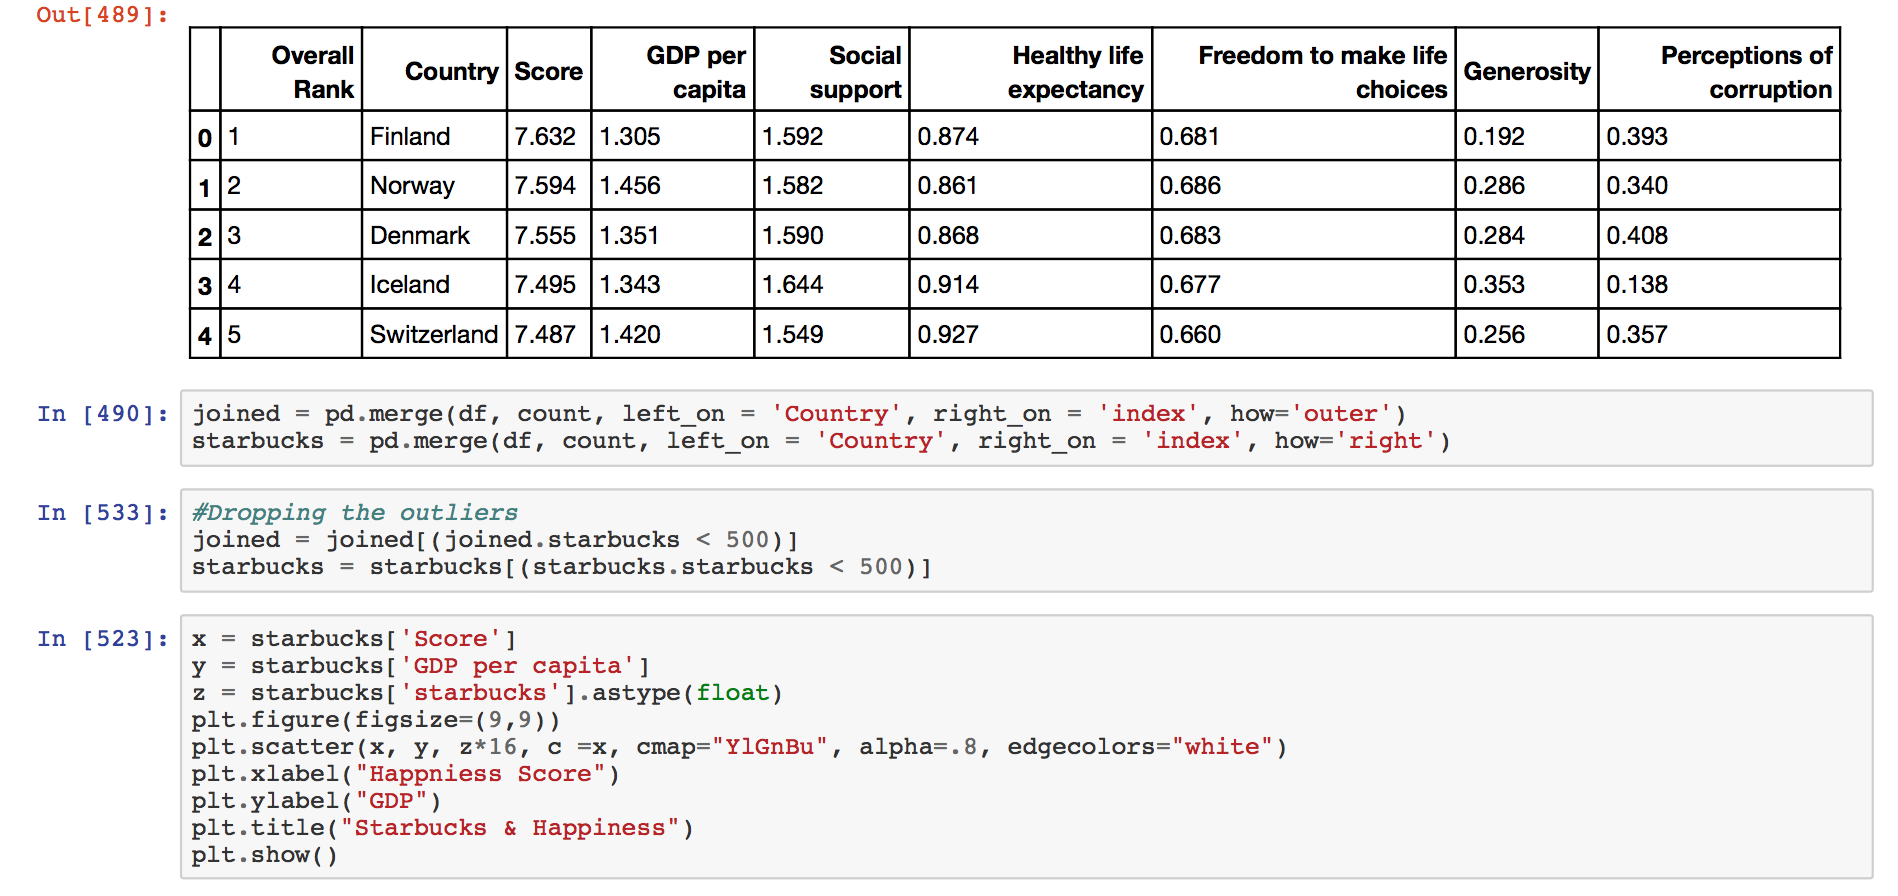 Out[489]:
Overall Rank Country Score GDP per capita Social support Healthy life expectancy Freedom to make life choices Generosity Perceptions of corruption
0 1 Finland 7.632 1.305 1.592 0.874 0.681 0.192 0.393
1 2 Norway 7.594 1.456 1.582 0.861 0.686 0.286 0.340
2 3 Denmark 7.555 1.351 1.590 0.868 0.683 0.284 0.408
3 4 Iceland 7.495 1.343 1.644 0.914 0.677 0.353 0.138
4 5 Switzerland 7.487 1.420 1.549 0.927 0.660 0.256 0.357
In [490]: joined = pd.merge(df, count, left_on = 'Country', right_on = 'index', how='outer')
starbucks = pd.merge(df, count, left_on = 'Country', right_on = 'index', how='right')
In [533]: #Dropping the outliers
joined = joined[(joined.starbucks < 500)]
starbucks = starbucks[(starbucks.starbucks < 500)]
In [523]: x = starbucks['Score']
y = starbucks['GDP per capita']
z = starbucks['starbucks'].astype(float)
plt.figure(figsize=(9,9))
plt.scatter(x, y, z*16, c =x, cmap="YlGnBu", alpha=.8, edgecolors="white")
plt.xlabel("Happniess Score")
plt.ylabel("GDP")
plt.title("Starbucks & Happiness")
plt.show()